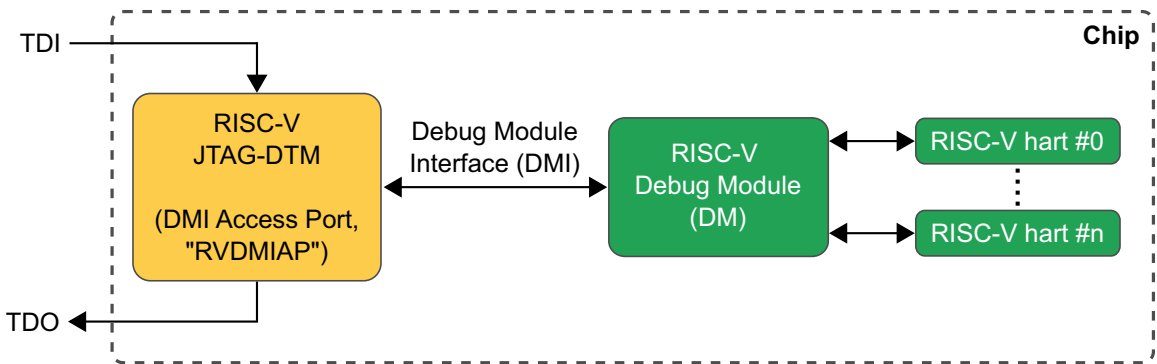 Chip
TDI
RISC-V
JTAG-DTM
(DMI Access Port,
"RVDMIAP")
TDO
Debug Module
Interface (DMI)
RISC-V
Debug Module
(DM)
RISC-V hart #0
RISC-V hart #n